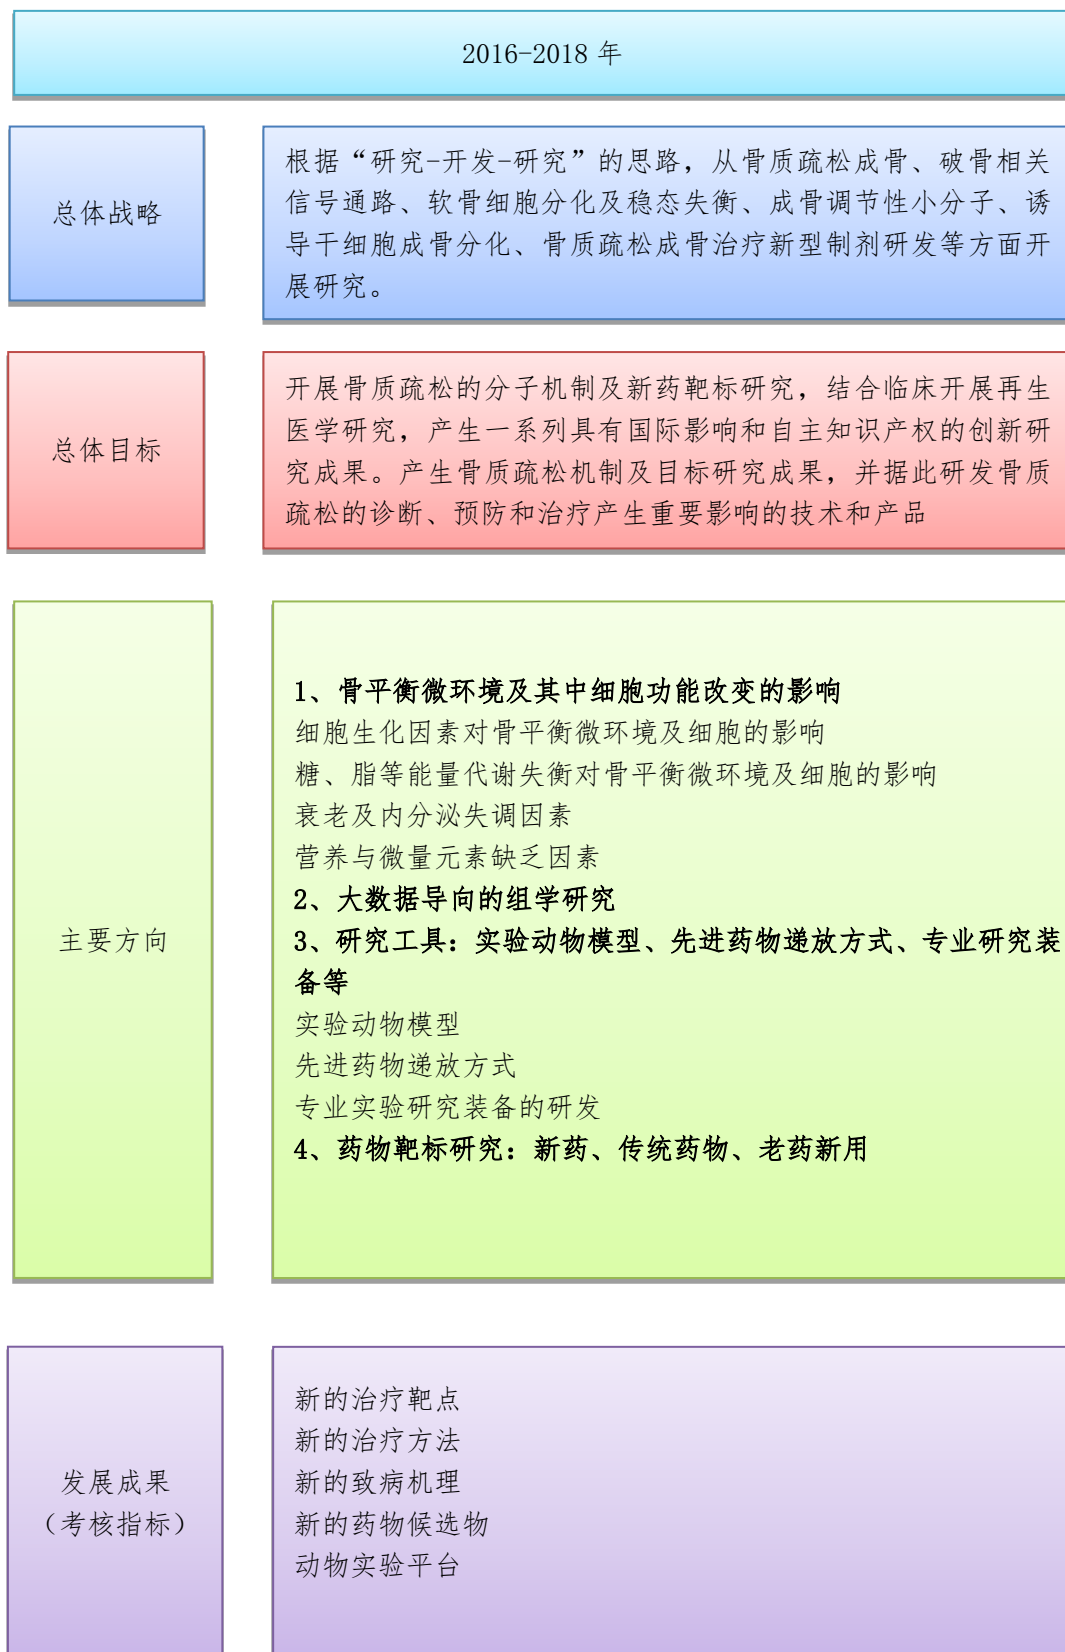 2016-2018 年
总体战略
根据“研究-开发-研究”的思路，从骨质疏松成骨、破骨相关
信号通路、软骨细胞分化及稳态失衡、成骨调节性小分子、诱
导干细胞成骨分化、骨质疏松成骨治疗新型制剂研发等方面开
展研究。
总体目标
开展骨质疏松的分子机制及新药靶标研究，结合临床开展再生
医学研究，产生一系列具有国际影响和自主知识产权的创新研
究成果。产生骨质疏松机制及目标研究成果，并据此研发骨质
疏松的诊断、预防和治疗产生重要影响的技术和产品
主要方向
1、骨平衡微环境及其中细胞功能改变的影响
细胞生化因素对骨平衡微环境及细胞的影响
糖、脂等能量代谢失衡对骨平衡微环境及细胞的影响
衰老及内分泌失调因素
营养与微量元素缺乏因素
2、大数据导向的组学研究
3、研究工具：实验动物模型、先进药物递放方式、专业研究装
备等
实验动物模型
先进药物递放方式
专业实验研究装备的研发
4、药物靶标研究：新药、传统药物、老药新用
发展成果
（考核指标）
新的治疗靶点
新的治疗方法
新的致病机理
新的药物候选物
动物实验平台